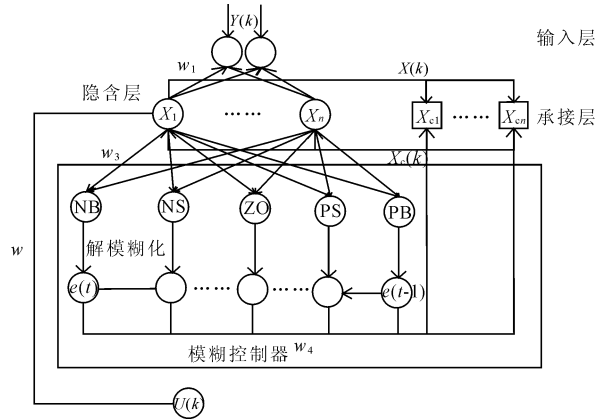 Y(k)
输入层
w1
X(k)
隐含层
X1 …… Xn Xc1 …… Xcn 承接层
w3
Xc(k)
NB NS ZO PS PB
w
解模糊化
e(t) …… …… e(t-1)
模糊控制器 w4
U(k)